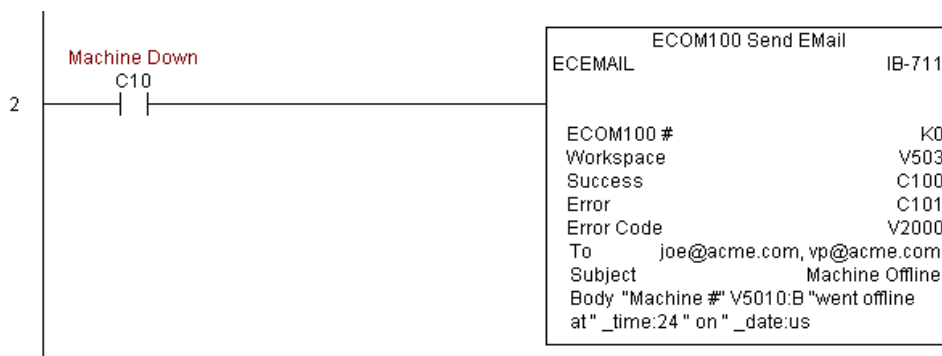 ECOM100 Send EMail
Machine Down
ECEMAIL IB-711
C10
2
ECOM100 # K0
Workspace V503
Success C100
Error C101
Error Code V2000
To joe@acme.com, vp@acme.com
Subject Machine Offline
Body "Machine #" V5010:B "went offline
at " _time:24 " on " _date:us